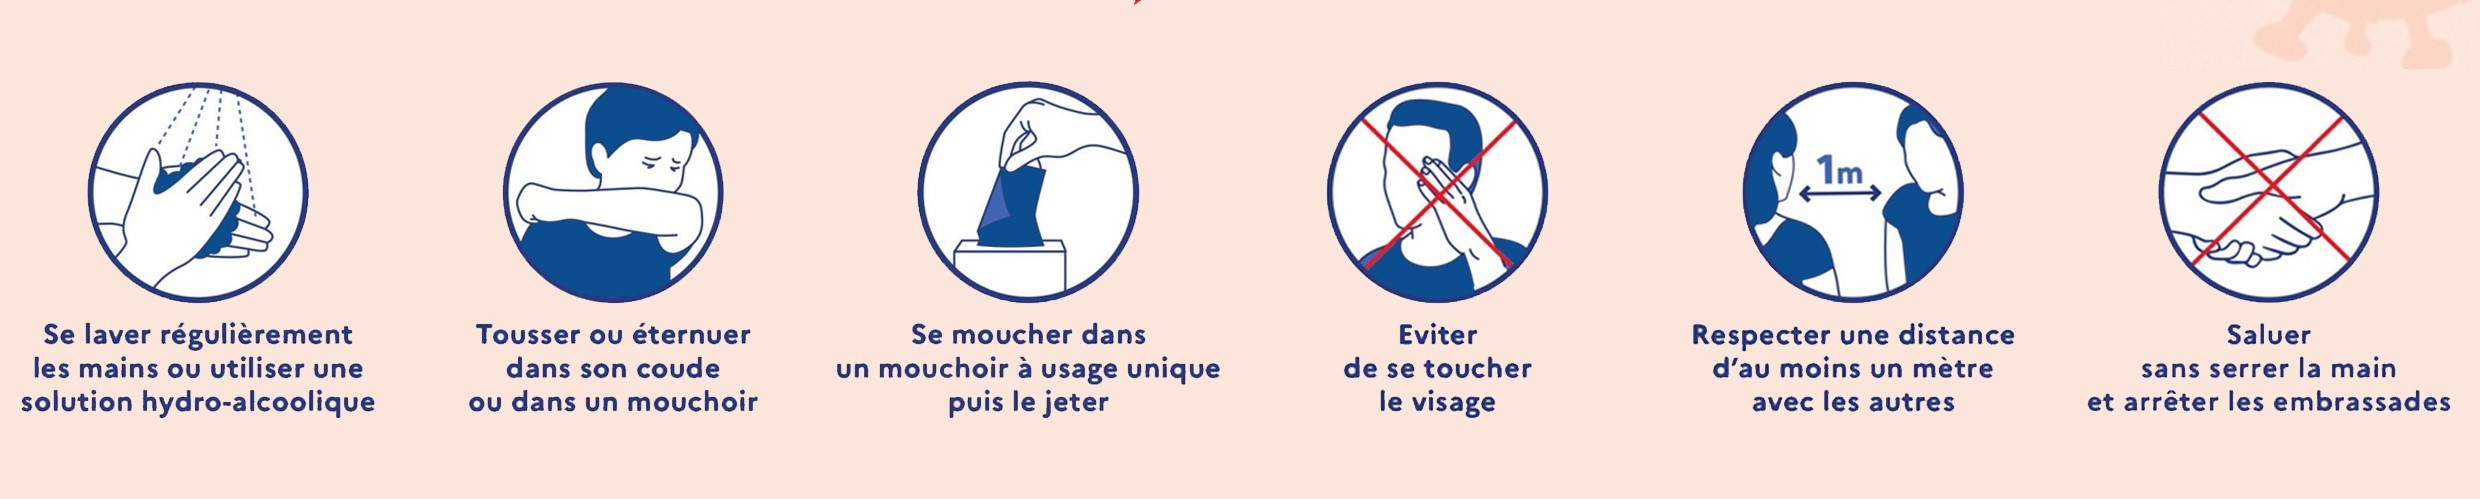 1m
Se laver régulièrement
les mains ou utiliser une
solution hydro-alcoolique
Tousser ou éternuer
dans son coude
ou dans un mouchoir
Se moucher dans
un mouchoir à usage unique
puis le jeter
Eviter
de se toucher
le visage
Respecter une distance
d'au moins un mètre
avec les autres
Saluer
sans serrer la main
et arrêter les embrassades